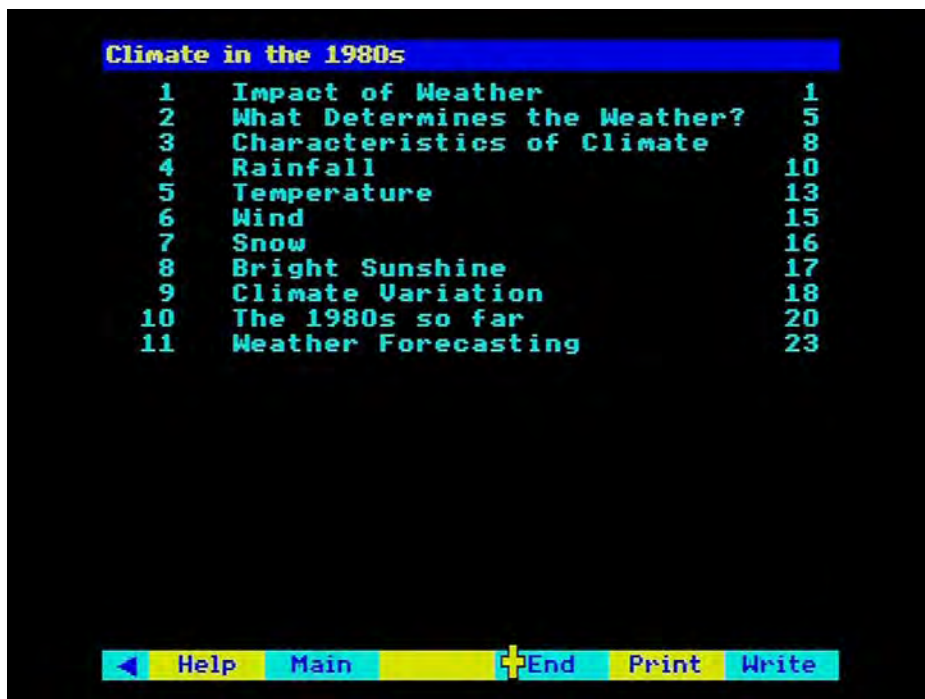 Climate in the 1980s
1 Impact of Weather 1
2 What Determines the Weather? 5
3 Characteristics of Climate 8
4 Rainfall 10
5 Temperature 13
6 Wind 15
7 Snow 16
8 Bright Sunshine 17
9 Climate Variation 18
10 The 1980s so far 20
11 Weather Forecasting 23
Help Main End Print Write